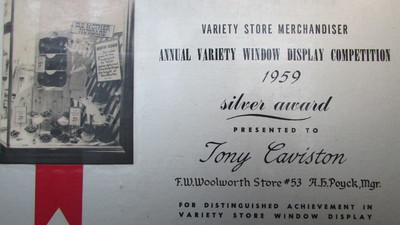 VARIETY STORE MERCHANDISER
ANNUAL VARIETY WINDOW DISPLAY COMPETITION
1959
silver award
PRESENTED TO
Tony Caviston
F.W.Woolworth Store #53 A.H.Poyck, Mgr.
FOR DISTINGUISHED ACHIEVEMENT IN
VARIETY STORE WINDOW DISPLAY